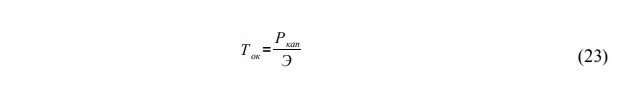 T_ок = P_кап / Э (23)